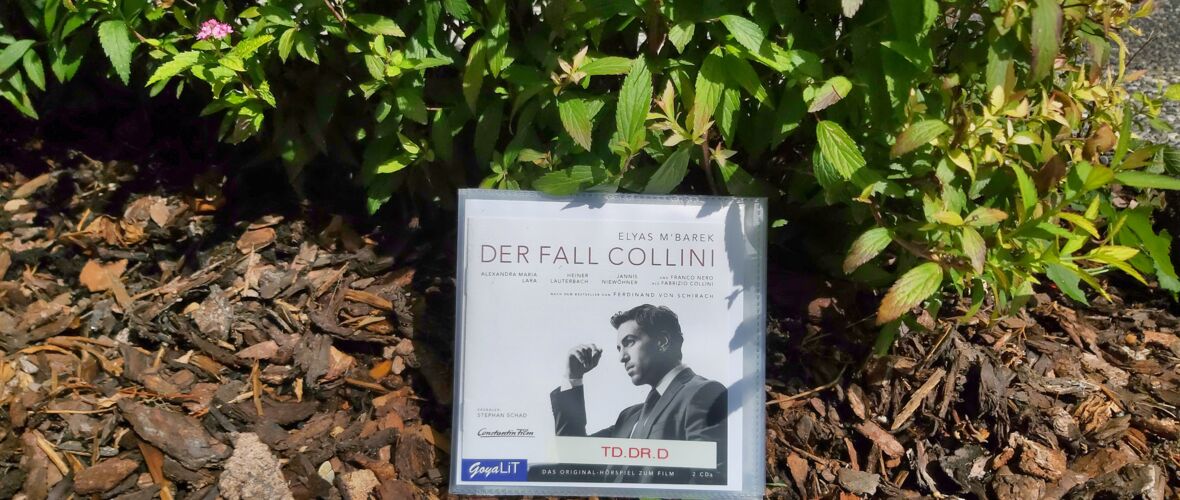 ELYAS M'BAREK
DER FALL COLLINI
ALEXANDRA MARIA LARA
HEINER LAUTERBACH
JANNIS NIEWÖHNER
UND FRANCO NERO
ALS FABRIZIO COLLINI
NACH DEM BESTSELLER VON FERDINAND VON SCHIRACH
ERZÄHLER
STEPHAN SCHAD
Constantin Film
TD.DR.D
GoyaLiT
DAS ORIGINAL-HÖRSPIEL ZUM FILM
2 CDs